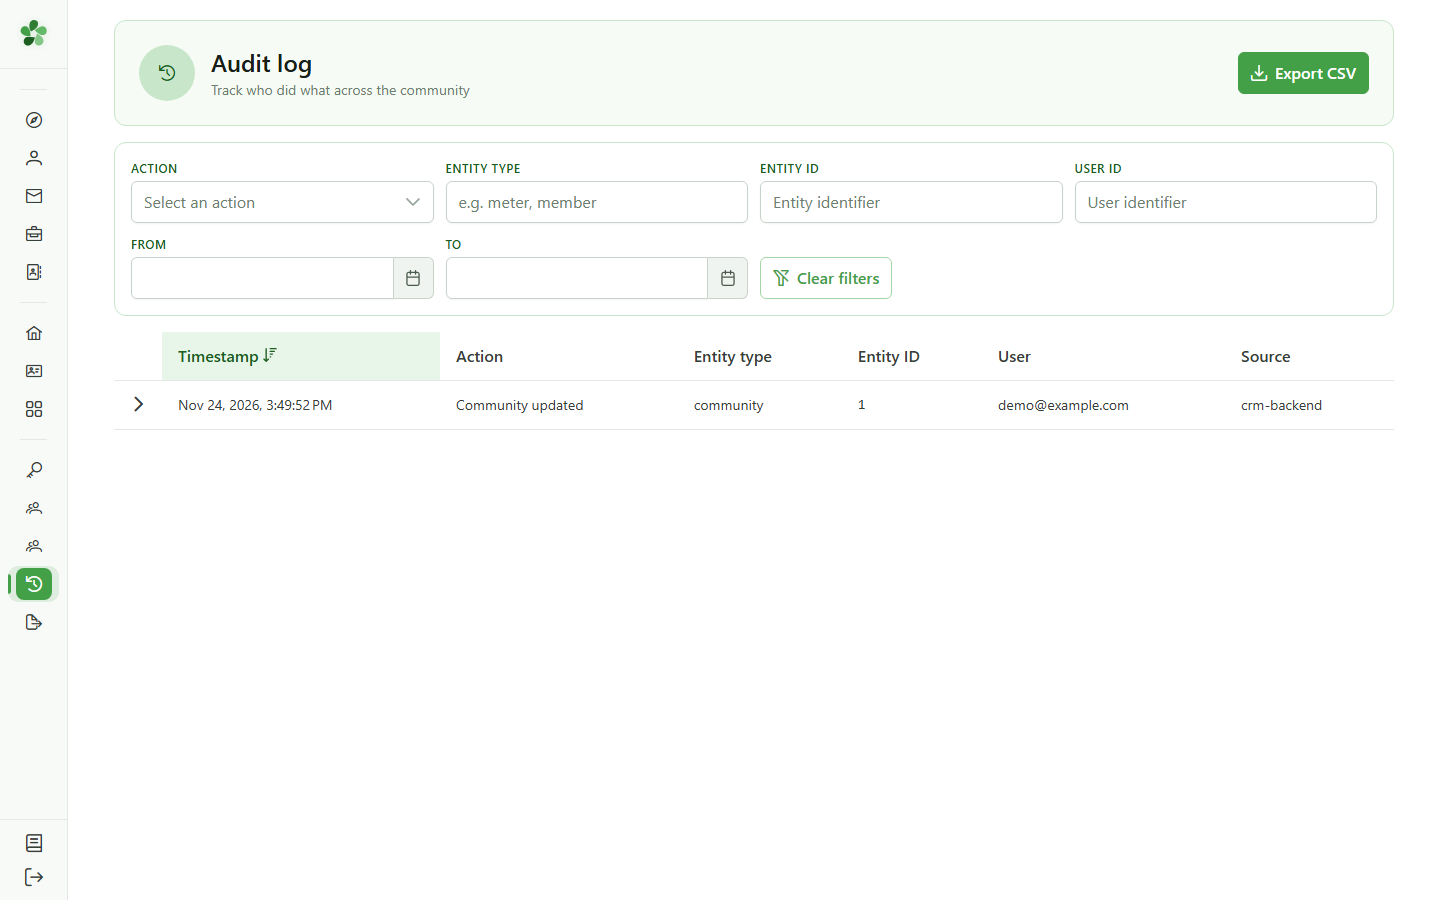 Audit log
Track who did what across the community
Export CSV
ACTION
ENTITY TYPE
ENTITY ID
USER ID
Select an action
e.g. meter, member
Entity identifier
User identifier
FROM
TO
Clear filters
Timestamp
Action
Entity type
Entity ID
User
Source
Nov 24, 2026, 3:49:52 PM
Community updated
community
1
demo@example.com
crm-backend